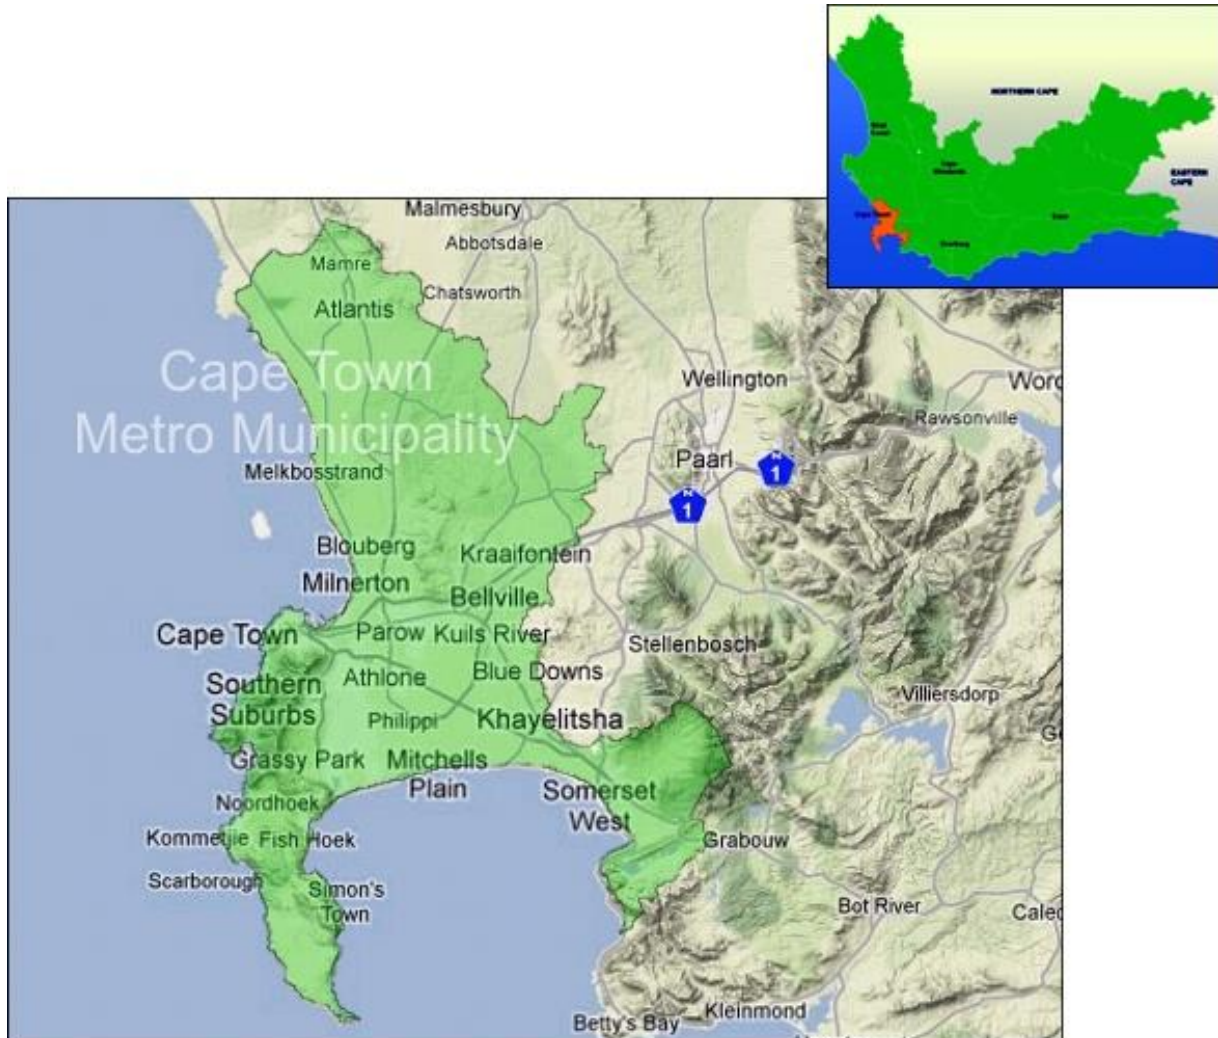 NORTHERN CAPE
EASTERN
CAPE
Malmesbury
Abbotsdale
Mamre
Chatsworth
Atlantis
Cape Town
Metro Municipality
Wellington
Worc
Rawsonville
Paarl
N
1
N
1
Melkbosstrand
Blouberg
Kraaifontein
Milnerton
Bellville
Cape Town
Parow
Kuils River
Stellenbosch
Blue Downs
Athlone
Southern
Suburbs
Villiersdorp
Philippi
Khayelitsha
Grassy Park
Mitchells
Plain
Somerset
West
Noordhoek
Kommetjie
Fish Hoek
Grabouw
Scarborough
Simon's
Town
Bot River
Caled
Kleinmond
Betty's Bay